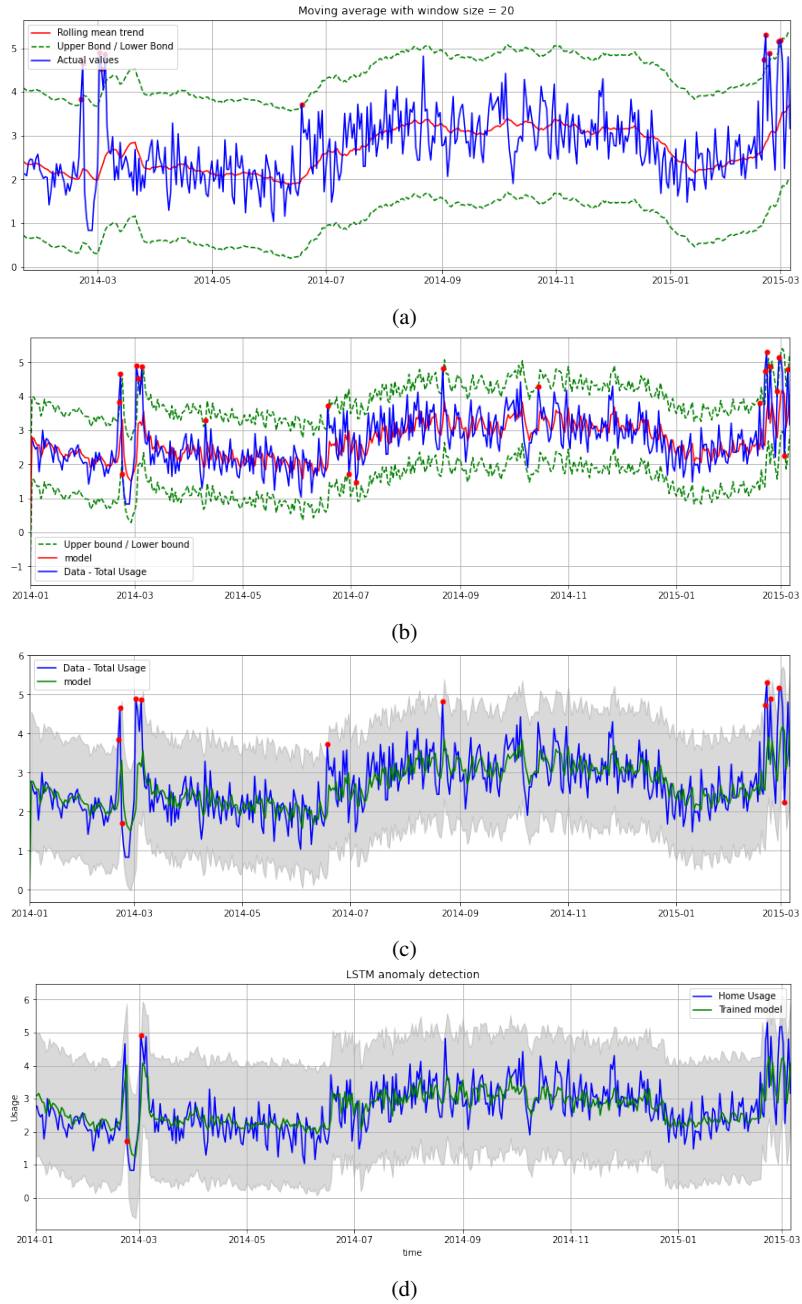 Moving average with window size = 20
Rolling mean trend
Upper Bond / Lower Bond
Actual values
5
4
3
2
1
0
2014-03 2014-05 2014-07 2014-09 2014-11 2015-01 2015-03
(a)
5
4
3
2
1
0
−1
Upper bound / Lower bound
model
Data - Total Usage
2014-01 2014-03 2014-05 2014-07 2014-09 2014-11 2015-01 2015-03
(b)
Data - Total Usage
model
6
5
4
3
2
1
0
2014-01 2014-03 2014-05 2014-07 2014-09 2014-11 2015-01 2015-03
(c)
LSTM anomaly detection
Home Usage
Trained model
6
5
4
3
2
1
0
Usage
2014-01 2014-03 2014-05 2014-07 2014-09 2014-11 2015-01 2015-03
time
(d)